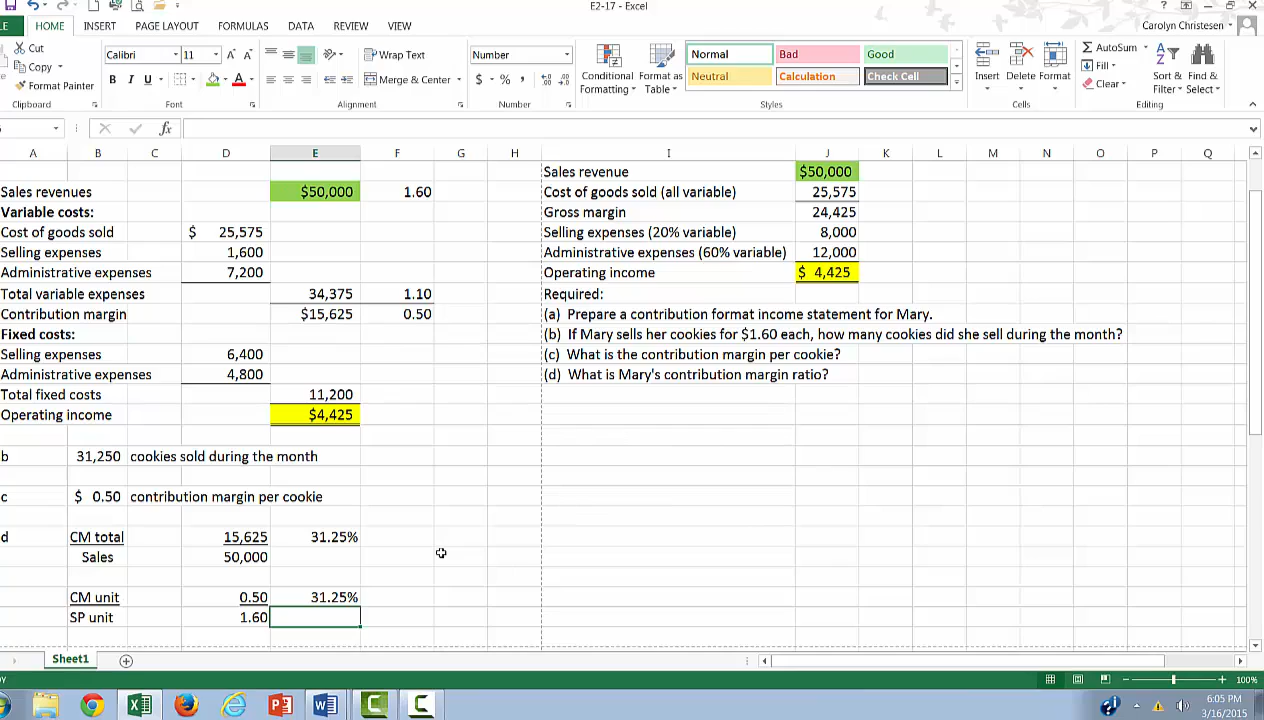 E2-17 - Excel
HOME INSERT PAGE LAYOUT FORMULAS DATA REVIEW VIEW
Carolyn Christesen
Cut
Copy
Format Painter
Clipboard
Calibri 11
B I U
Font
Wrap Text
Merge & Center
Alignment
Number
$ % ,
Number
Conditional Formatting
Format as Table
Normal Bad Good
Neutral Calculation Check Cell
Styles
Insert Delete Format
Cells
AutoSum
Fill
Clear
Sort & Filter
Find & Select
Editing
fx
A B C D E F G H I J K L M N O P Q
Sales revenues $50,000 1.60
Variable costs:
Cost of goods sold $ 25,575
Selling expenses 1,600
Administrative expenses 7,200
Total variable expenses 34,375 1.10
Contribution margin $15,625 0.50
Fixed costs:
Selling expenses 6,400
Administrative expenses 4,800
Total fixed costs 11,200
Operating income $4,425
b 31,250 cookies sold during the month
c $ 0.50 contribution margin per cookie
d CM total 15,625 31.25%
Sales 50,000
CM unit 0.50 31.25%
SP unit 1.60
Sales revenue $50,000
Cost of goods sold (all variable) 25,575
Gross margin 24,425
Selling expenses (20% variable) 8,000
Administrative expenses (60% variable) 12,000
Operating income $ 4,425
Required:
(a) Prepare a contribution format income statement for Mary.
(b) If Mary sells her cookies for $1.60 each, how many cookies did she sell during the month?
(c) What is the contribution margin per cookie?
(d) What is Mary's contribution margin ratio?
Sheet1
100%
6:05 PM
3/16/2015